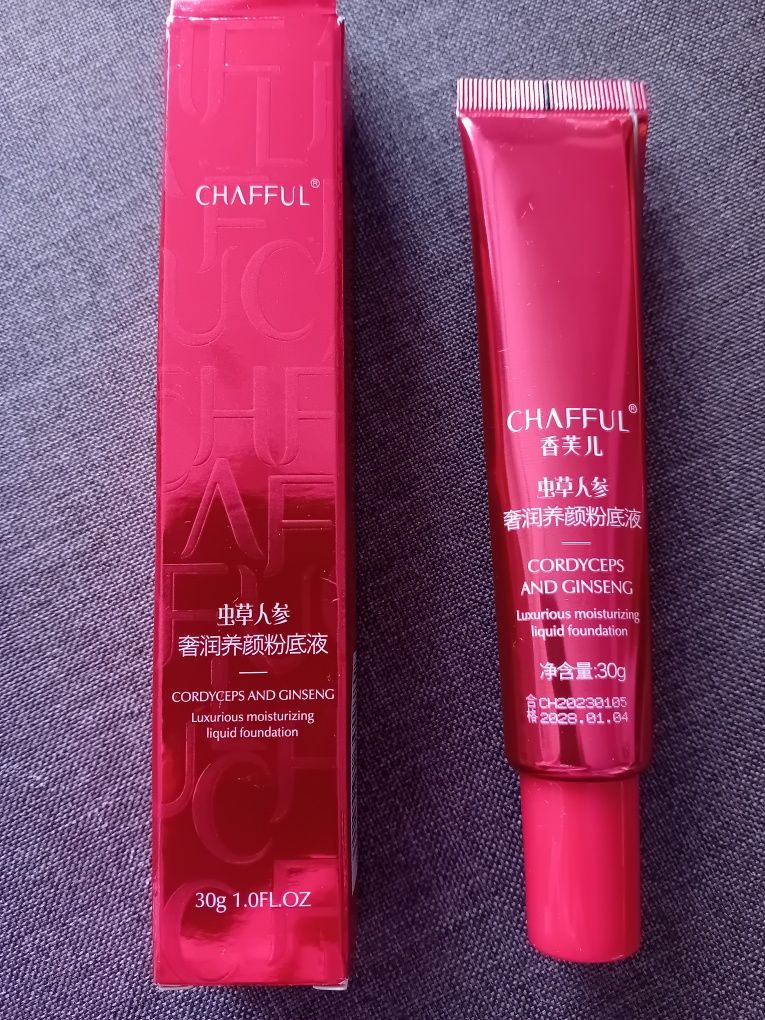 CHAFFUL®
虫草人参
奢润养颜粉底液
CORDYCEPS AND GINSENG
Luxurious moisturizing
liquid foundation
30g 1.0FL.OZ
CHAFFUL®
香芙儿
虫草人参
奢润养颜粉底液
CORDYCEPS
AND GINSENG
Luxurious moisturizing
liquid foundation
净含量:30g
合格 CH20230105
2028.01.04